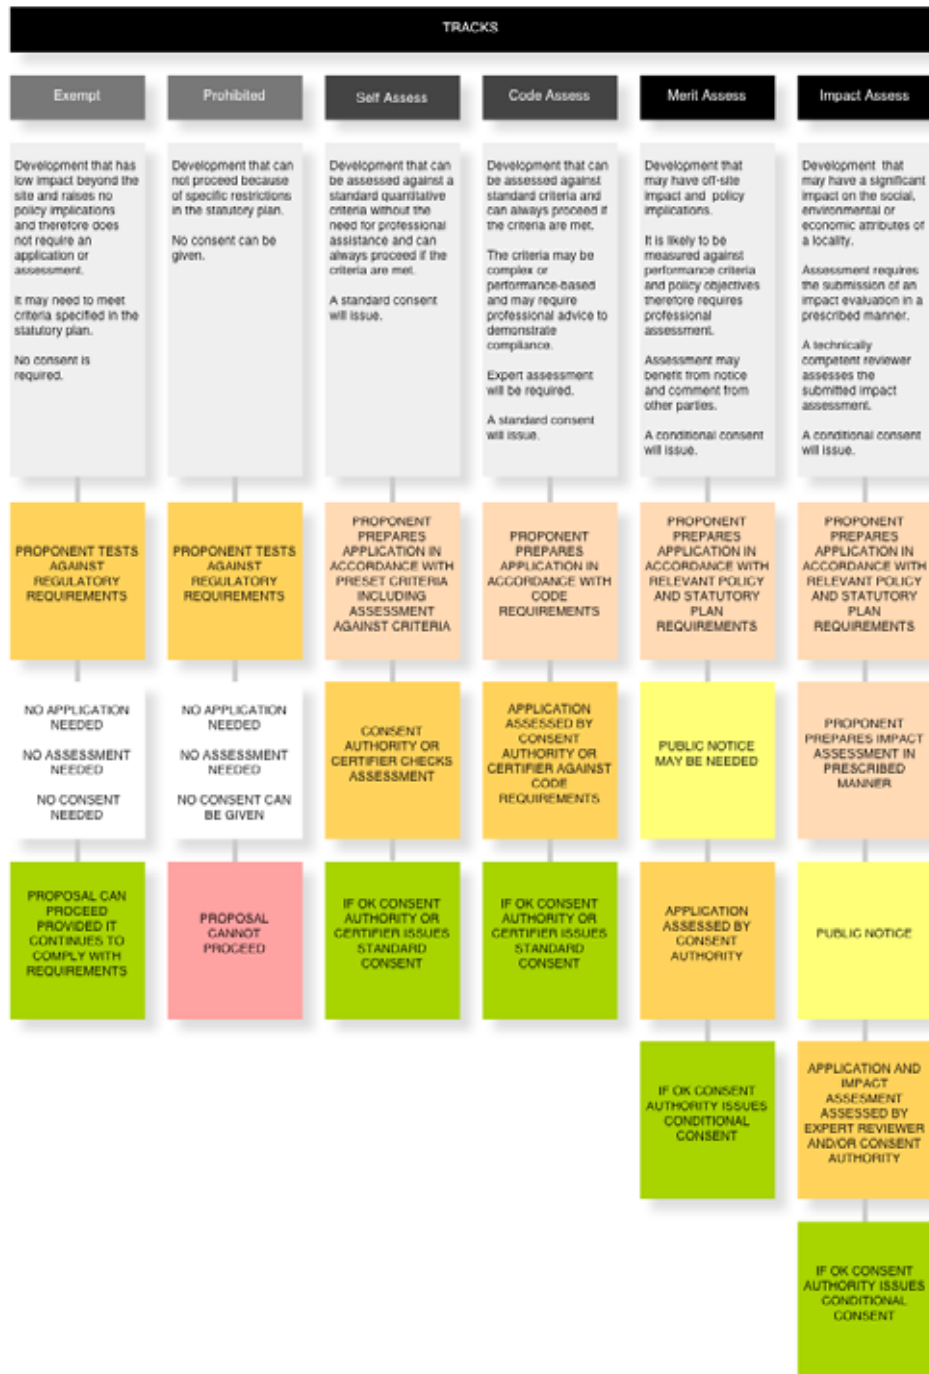 TRACKS
Exempt
Prohibited
Self Assess
Code Assess
Merit Assess
Impact Assess
Development that has
low impact beyond the
site and raises no
policy implications
and therefore does
not require an
application or
assessment.
It may need to meet
criteria specified in the
statutory plan.
No consent is
required.
Development that can
not proceed because
of specific restrictions
in the statutory plan.
No consent can be
given.
Development that can
be assessed against a
standard quantitative
criteria without the
need for professional
assistance and can
always proceed if the
criteria are met.
A standard consent
will issue.
Development that can
be assessed against
standard criteria and
can always proceed if
the criteria are met.
The criteria may be
complex or
performance-based
and may require
professional advice to
demonstrate
compliance.
Expert assessment
will be required.
A standard consent
will issue.
Development that
may have off-site
impact and policy
implications.
It is likely to be
measured against
performance criteria
and policy objectives
therefore requires
professional
assessment.
Assessment may
benefit from notice
and comment from
other parties.
A conditional consent
will issue.
Development that
may have a significant
impact on the social,
environmental or
economic attributes of
a locality.
Assessment requires
the submission of an
impact evaluation in a
prescribed manner.
A technically
competent reviewer
assesses the
submitted impact
assessment.
A conditional consent
will issue.
PROPONENT TESTS
AGAINST
REGULATORY
REQUIREMENTS
PROPONENT TESTS
AGAINST
REGULATORY
REQUIREMENTS
PROPONENT
PREPARES
APPLICATION IN
ACCORDANCE WITH
PRESET CRITERIA
INCLUDING
ASSESSMENT
AGAINST CRITERIA
PROPONENT
PREPARES
APPLICATION IN
ACCORDANCE WITH
CODE
REQUIREMENTS
PROPONENT
PREPARES
APPLICATION IN
ACCORDANCE WITH
RELEVANT POLICY
AND STATUTORY
PLAN
REQUIREMENTS
PROPONENT
PREPARES
APPLICATION IN
ACCORDANCE WITH
RELEVANT POLICY
AND STATUTORY
PLAN
REQUIREMENTS
NO APPLICATION
NEEDED
NO ASSESSMENT
NEEDED
NO CONSENT
NEEDED
NO APPLICATION
NEEDED
NO ASSESSMENT
NEEDED
NO CONSENT CAN
BE GIVEN
CONSENT
AUTHORITY OR
CERTIFIER CHECKS
ASSESSMENT
APPLICATION
ASSESSED BY
CONSENT
AUTHORITY OR
CERTIFIER AGAINST
CODE
REQUIREMENTS
PUBLIC NOTICE
MAY BE NEEDED
PROPONENT
PREPARES IMPACT
ASSESSMENT IN
PRESCRIBED
MANNER
PROPOSAL CAN
PROCEED
PROVIDED IT
CONTINUES TO
COMPLY WITH
REQUIREMENTS
PROPOSAL
CANNOT
PROCEED
IF OK CONSENT
AUTHORITY OR
CERTIFIER ISSUES
STANDARD
CONSENT
IF OK CONSENT
AUTHORITY OR
CERTIFIER ISSUES
STANDARD
CONSENT
APPLICATION
ASSESSED BY
CONSENT
AUTHORITY
PUBLIC NOTICE
IF OK CONSENT
AUTHORITY ISSUES
CONDITIONAL
CONSENT
APPLICATION AND
IMPACT
ASSESMENT
ASSESSED BY
EXPERT REVIEWER
AND/OR CONSENT
AUTHORITY
IF OK CONSENT
AUTHORITY ISSUES
CONDITIONAL
CONSENT